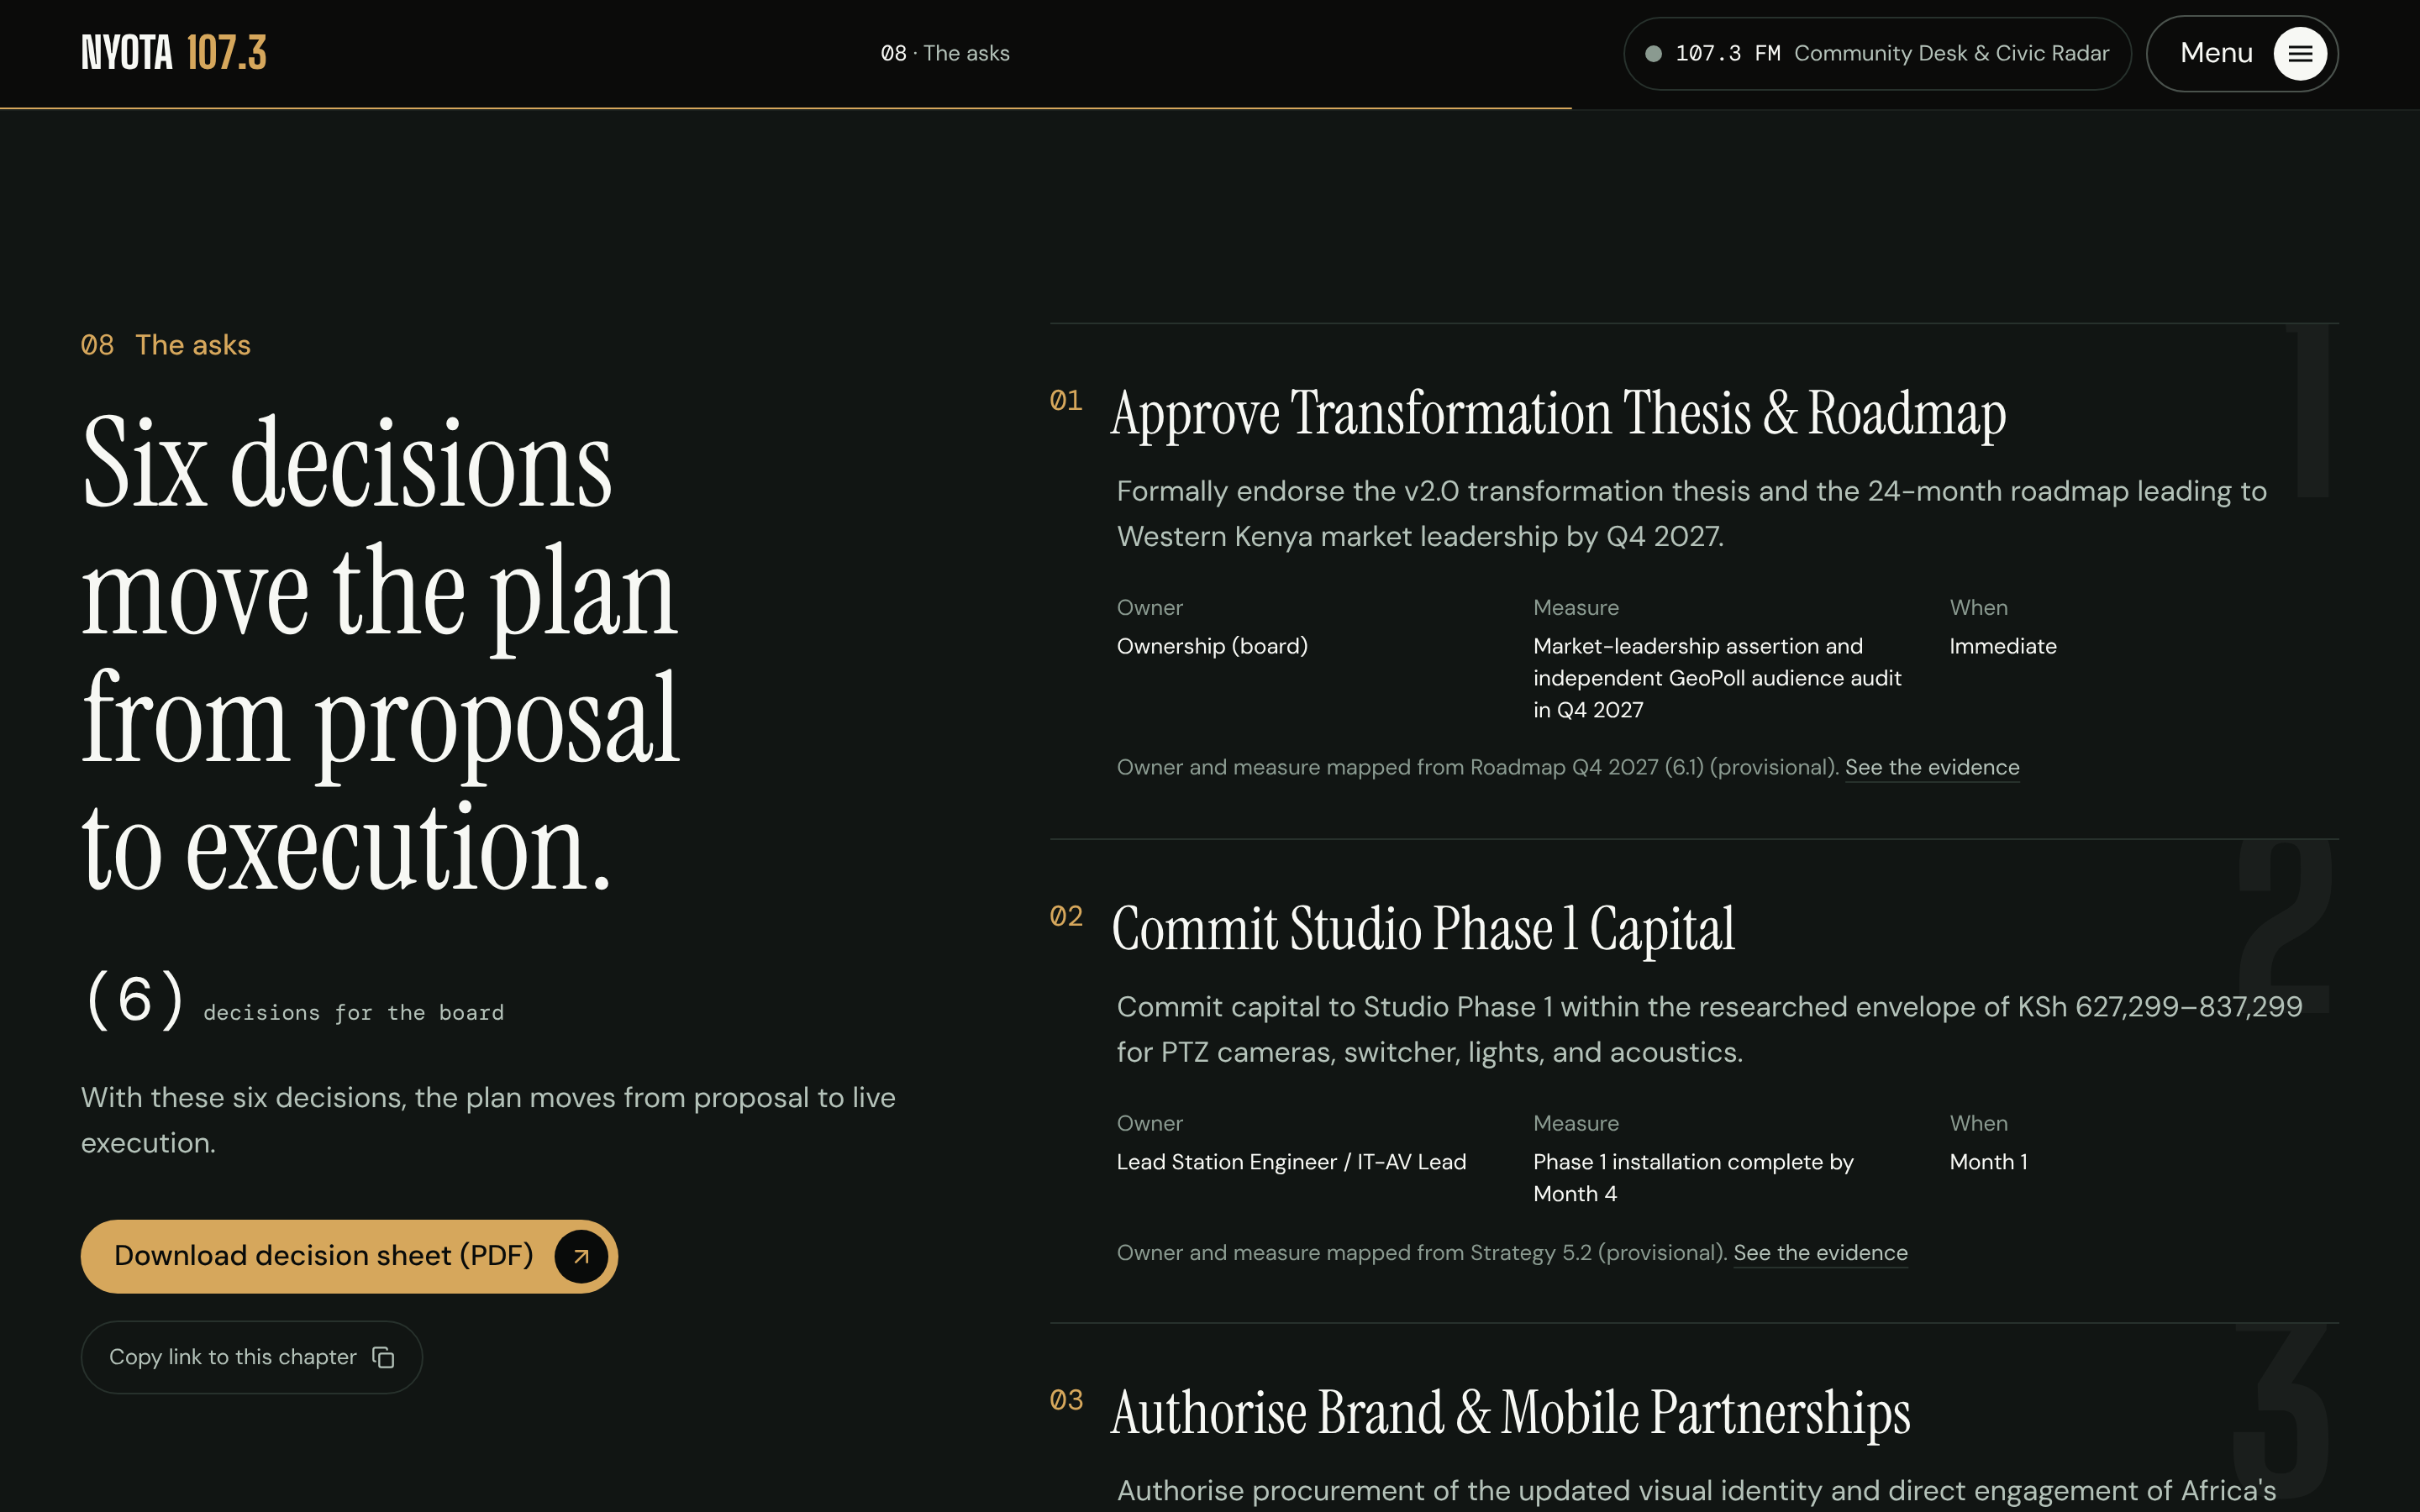 NYOTA 107.3
08 · The asks
107.3 FM Community Desk & Civic Radar
Menu
08 The asks
Six decisions
move the plan
from proposal
to execution.
(6) decisions for the board
With these six decisions, the plan moves from proposal to live
execution.
Download decision sheet (PDF)
Copy link to this chapter
1
01 Approve Transformation Thesis & Roadmap
Formally endorse the v2.0 transformation thesis and the 24-month roadmap leading to
Western Kenya market leadership by Q4 2027.
Owner Measure When
Ownership (board) Market-leadership assertion and Immediate
independent GeoPoll audience audit
in Q4 2027
Owner and measure mapped from Roadmap Q4 2027 (6.1) (provisional). See the evidence
2
02 Commit Studio Phase 1 Capital
Commit capital to Studio Phase 1 within the researched envelope of KSh 627,299–837,299
for PTZ cameras, switcher, lights, and acoustics.
Owner Measure When
Lead Station Engineer / IT-AV Lead Phase 1 installation complete by Month 1
Month 4
Owner and measure mapped from Strategy 5.2 (provisional). See the evidence
3
03 Authorise Brand & Mobile Partnerships
Authorise procurement of the updated visual identity and direct engagement of Africa's